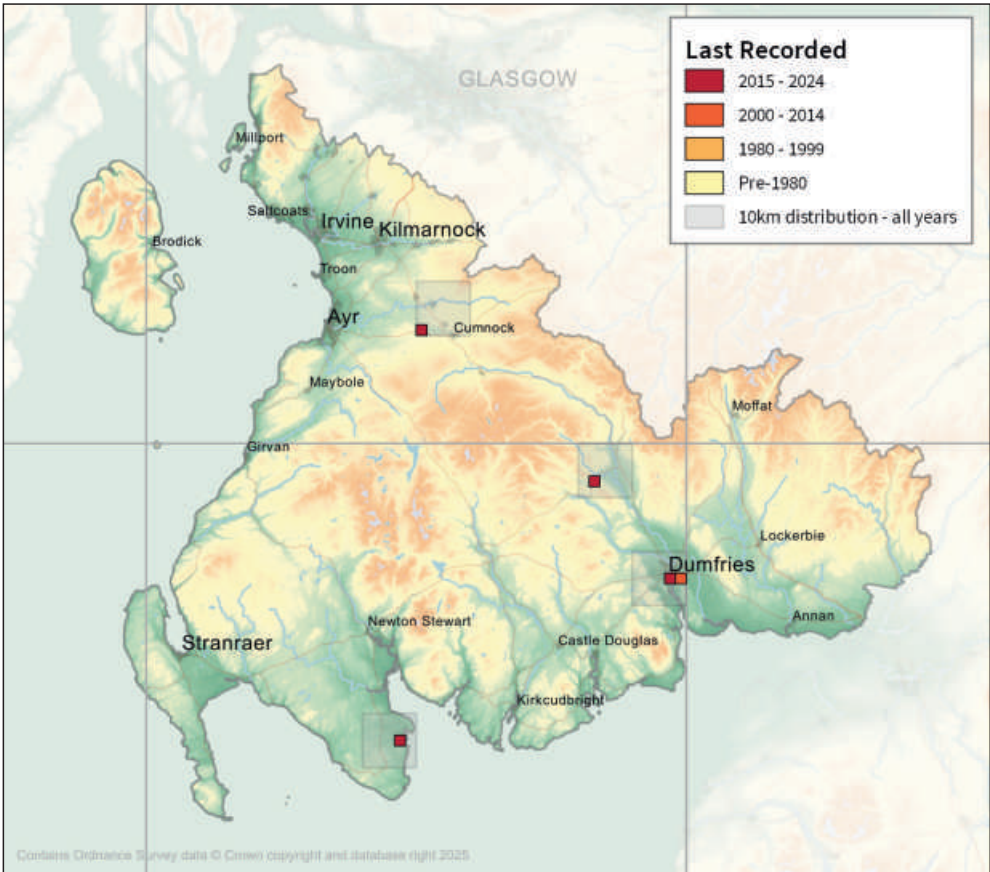 Last Recorded
2015 - 2024
2000 - 2014
1980 - 1999
Pre-1980
10km distribution - all years
GLASGOW
Millport
Saltcoats
Irvine
Kilmarnock
Brodick
Troon
Ayr
Cumnock
Maybole
Moffat
Girvan
Lockerbie
Dumfries
Annan
Newton Stewart
Castle Douglas
Stranraer
Kirkcudbright
Contains Ordnance Survey data © Crown copyright and database right 2025